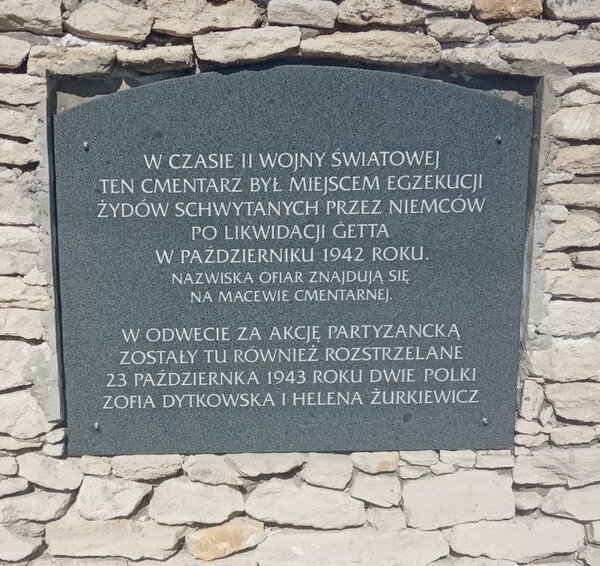 W CZASIE II WOJNY ŚWIATOWEJ
TEN CMENTARZ BYŁ MIEJSCEM EGZEKUCJI
ŻYDÓW SCHWYTANYCH PRZEZ NIEMCÓW
PO LIKWIDACJI GETTA
W PAŹDZIERNIKU 1942 ROKU.
NAZWISKA OFIAR ZNAJDUJĄ SIĘ
NA MACEWIE CMENTARNEJ.
W ODWECIE ZA AKCJĘ PARTYZANCKĄ
ZOSTAŁY TU RÓWNIEŻ ROZSTRZELANE
23 PAŹDZIERNKA 1943 ROKU DWIE POLKI
ZOFIA DYTKOWSKA I HELENA ŻURKIEWICZ